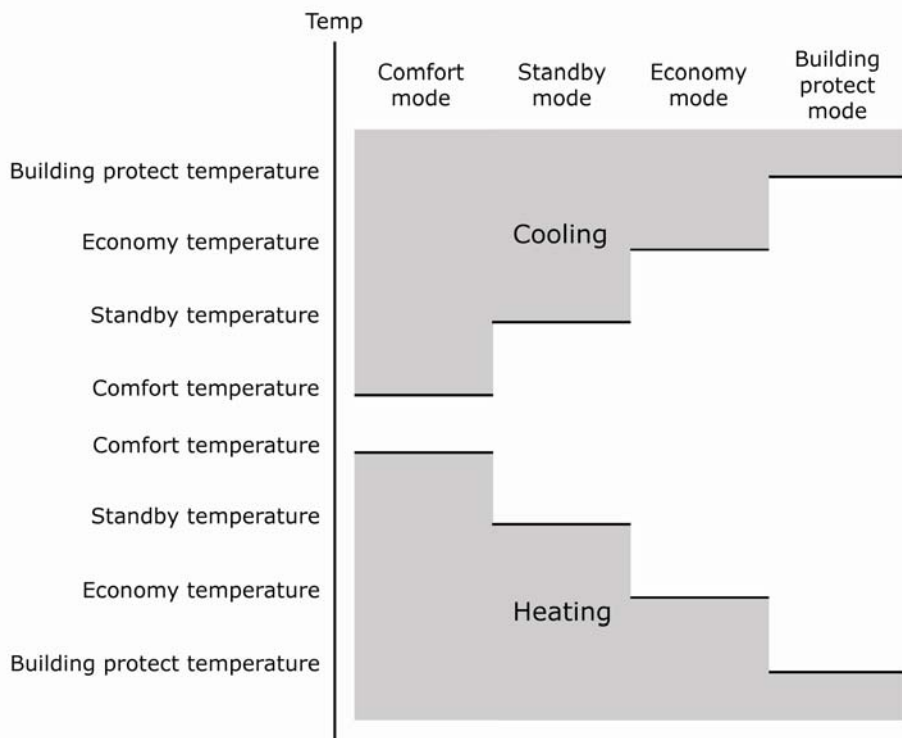 Temp
Comfort
mode
Standby
mode
Economy
mode
Building
protect
mode
Building protect temperature
Economy temperature
Cooling
Standby temperature
Comfort temperature
Comfort temperature
Standby temperature
Economy temperature
Heating
Building protect temperature